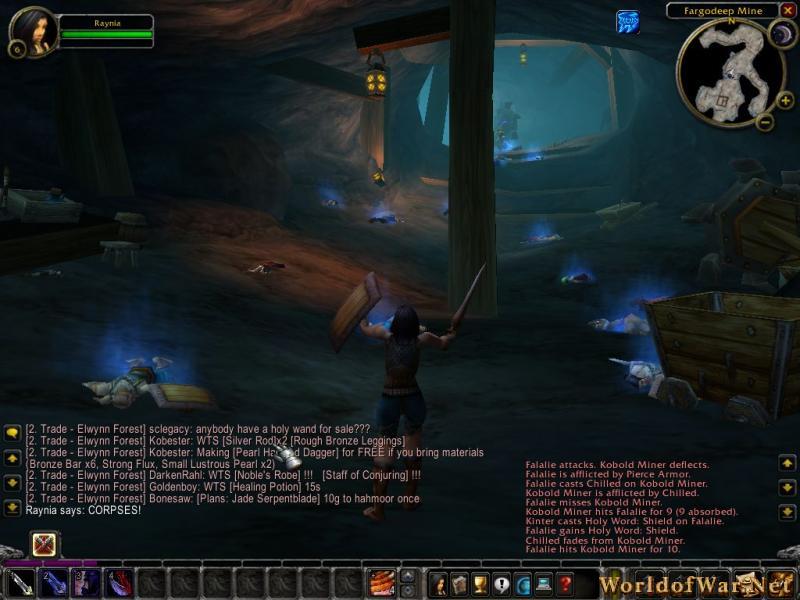 Raynia
6
Fargodeep Mine
N
[2. Trade - Elwynn Forest] sclegacy: anybody have a holy wand for sale???
[2. Trade - Elwynn Forest] Kobester: WTS [Silver Rod]x2 [Rough Bronze Leggings]
[2. Trade - Elwynn Forest] Kobester: Making [Pearl Dagger] for FREE if you bring materials
(Bronze Bar x6, Strong Flux, Small Lustrous Pearl x2)
[2. Trade - Elwynn Forest] DarkenRahl: WTS [Noble's Robe] !!! [Staff of Conjuring] !!!
[2. Trade - Elwynn Forest] Goldenboy: WTS [Healing Potion] 15s
[2. Trade - Elwynn Forest] Bonesaw: [Plans: Jade Serpentblade] 10g to hahmoor once
Raynia says: CORPSES!
Falalie attacks. Kobold Miner deflects.
Falalie is afflicted by Pierce Armor.
Falalie casts Chilled on Kobold Miner.
Kobold Miner is afflicted by Chilled.
Falalie misses Kobold Miner.
Kobold Miner hits Falalie for 9 (9 absorbed).
Kinter casts Holy Word: Shield on Falalie.
Falalie gains Holy Word: Shield.
Chilled fades from Kobold Miner.
Falalie hits Kobold Miner for 10.
1 2 3 4
WorldofWar.Net